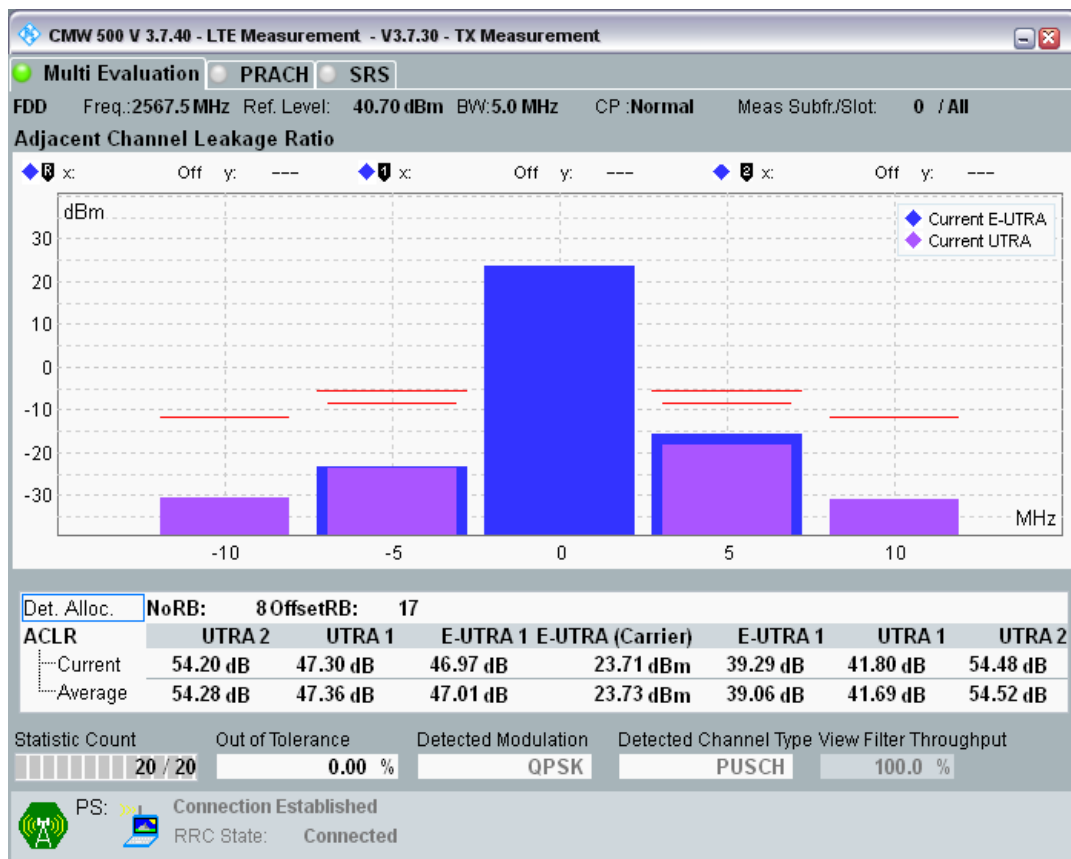 CMW 500 V 3.7.40 - LTE Measurement - V3.7.30 - TX Measurement
Multi Evaluation PRACH SRS
FDD Freq.:2567.5 MHz Ref. Level: 40.70 dBm BW:5.0 MHz CP :Normal Meas Subfr./Slot: 0 / All
Adjacent Channel Leakage Ratio
R x: Off y: --- 1 x: Off y: --- 2 x: Off y: ---
dBm
Current E-UTRA
Current UTRA
30
20
10
0
-10
-20
-30
MHz
-10 -5 0 5 10
Det. Alloc. NoRB: 8 OffsetRB: 17
ACLR UTRA 2 UTRA 1 E-UTRA 1 E-UTRA (Carrier) E-UTRA 1 UTRA 1 UTRA 2
Current 54.20 dB 47.30 dB 46.97 dB 23.71 dBm 39.29 dB 41.80 dB 54.48 dB
Average 54.28 dB 47.36 dB 47.01 dB 23.73 dBm 39.06 dB 41.69 dB 54.52 dB
Statistic Count Out of Tolerance Detected Modulation Detected Channel Type View Filter Throughput
20 / 20 0.00 % QPSK PUSCH 100.0 %
PS: Connection Established
RRC State: Connected